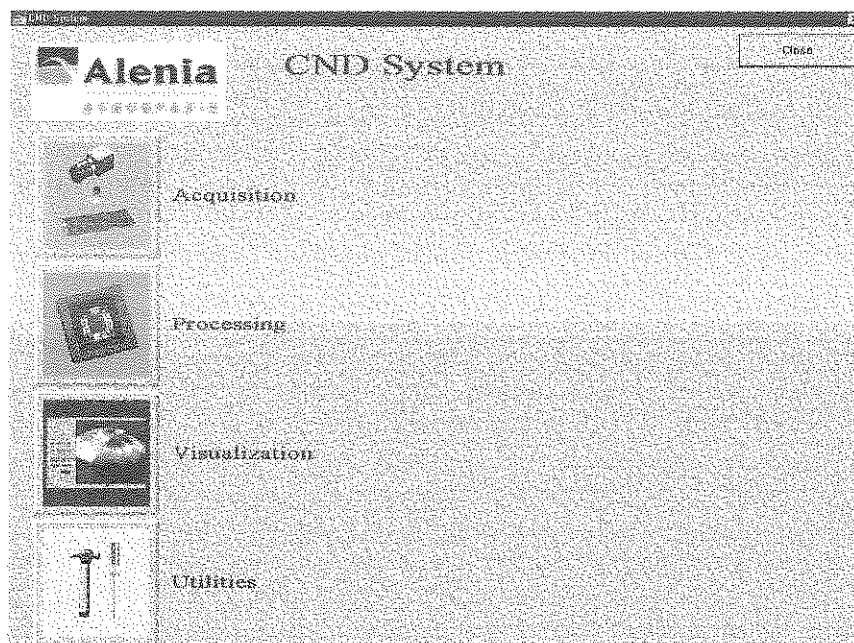 CND System
Close
Alenia
CND System
Acquisition
Processing
Visualization
Utilities